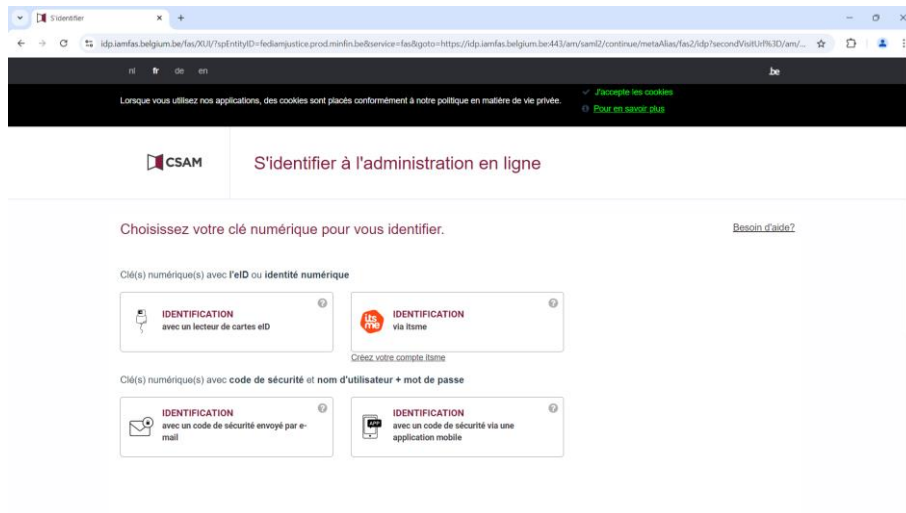 S'identifier
idp.iamfas.belgium.be/fas/XUI/?spEntityID=fediamjustice.prod.minfin.be&service=fas&goto=https://idp.iamfas.belgium.be:443/am/saml2/continue/metaAlias/fas2/idp?secondVisitUrl%3D/am/...
nl fr de en
.be
Lorsque vous utilisez nos applications, des cookies sont placés conformément à notre politique en matière de vie privée.
J'accepte les cookies
Pour en savoir plus
CSAM
S'identifier à l'administration en ligne
Choisissez votre clé numérique pour vous identifier.
Besoin d'aide?
Clé(s) numérique(s) avec l'eID ou identité numérique
IDENTIFICATION
avec un lecteur de cartes eID
its me
IDENTIFICATION
via itsme
Créez votre compte itsme
Clé(s) numérique(s) avec code de sécurité et nom d'utilisateur + mot de passe
IDENTIFICATION
avec un code de sécurité envoyé par e-
mail
APP
IDENTIFICATION
avec un code de sécurité via une
application mobile